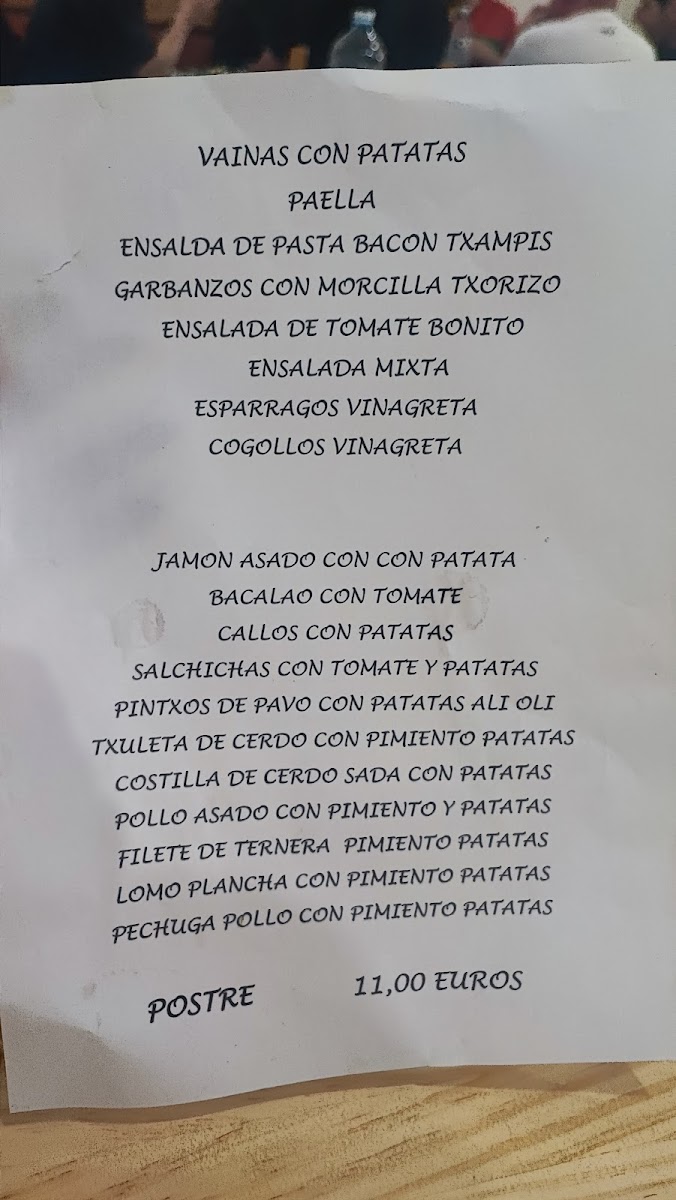 VAINAS CON PATATAS
PAELLA
ENSALDA DE PASTA BACON TXAMPIS
GARBANZOS CON MORCILLA TXORIZO
ENSALADA DE TOMATE BONITO
ENSALADA MIXTA
ESPARRAGOS VINAGRETA
COGOLLOS VINAGRETA
JAMON ASADO CON CON PATATA
BACALAO CON TOMATE
CALLOS CON PATATAS
SALCHICHAS CON TOMATE Y PATATAS
PINTXOS DE PAVO CON PATATAS ALI OLI
TXULETA DE CERDO CON PIMIENTO PATATAS
COSTILLA DE CERDO SADA CON PATATAS
POLLO ASADO CON PIMIENTO Y PATATAS
FILETE DE TERNERA PIMIENTO PATATAS
LOMO PLANCHA CON PIMIENTO PATATAS
PECHUGA POLLO CON PIMIENTO PATATAS
POSTRE 11,00 EUROS